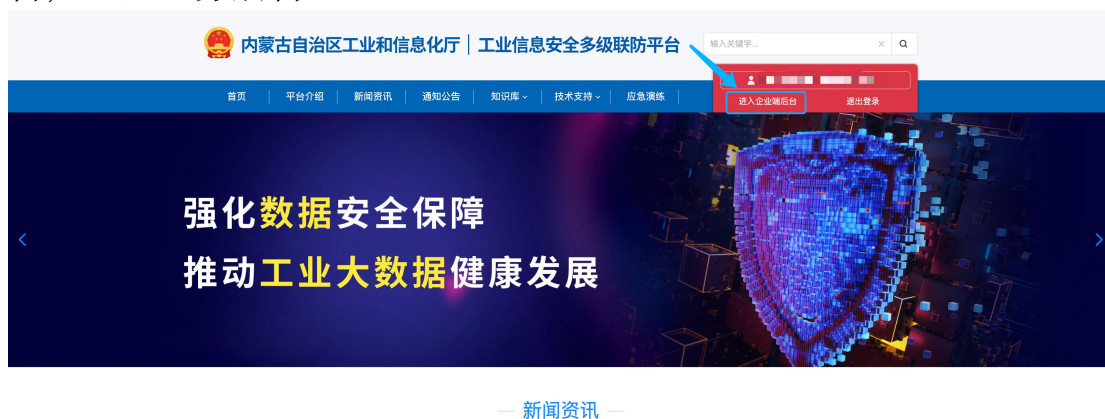 内蒙古自治区工业和信息化厅｜工业信息安全多级联防平台
输入关键字...
首页 平台介绍 新闻资讯 通知公告 知识库 技术支持 应急演练
进入企业端后台 退出登录
强化数据安全保障
推动工业大数据健康发展
新闻资讯